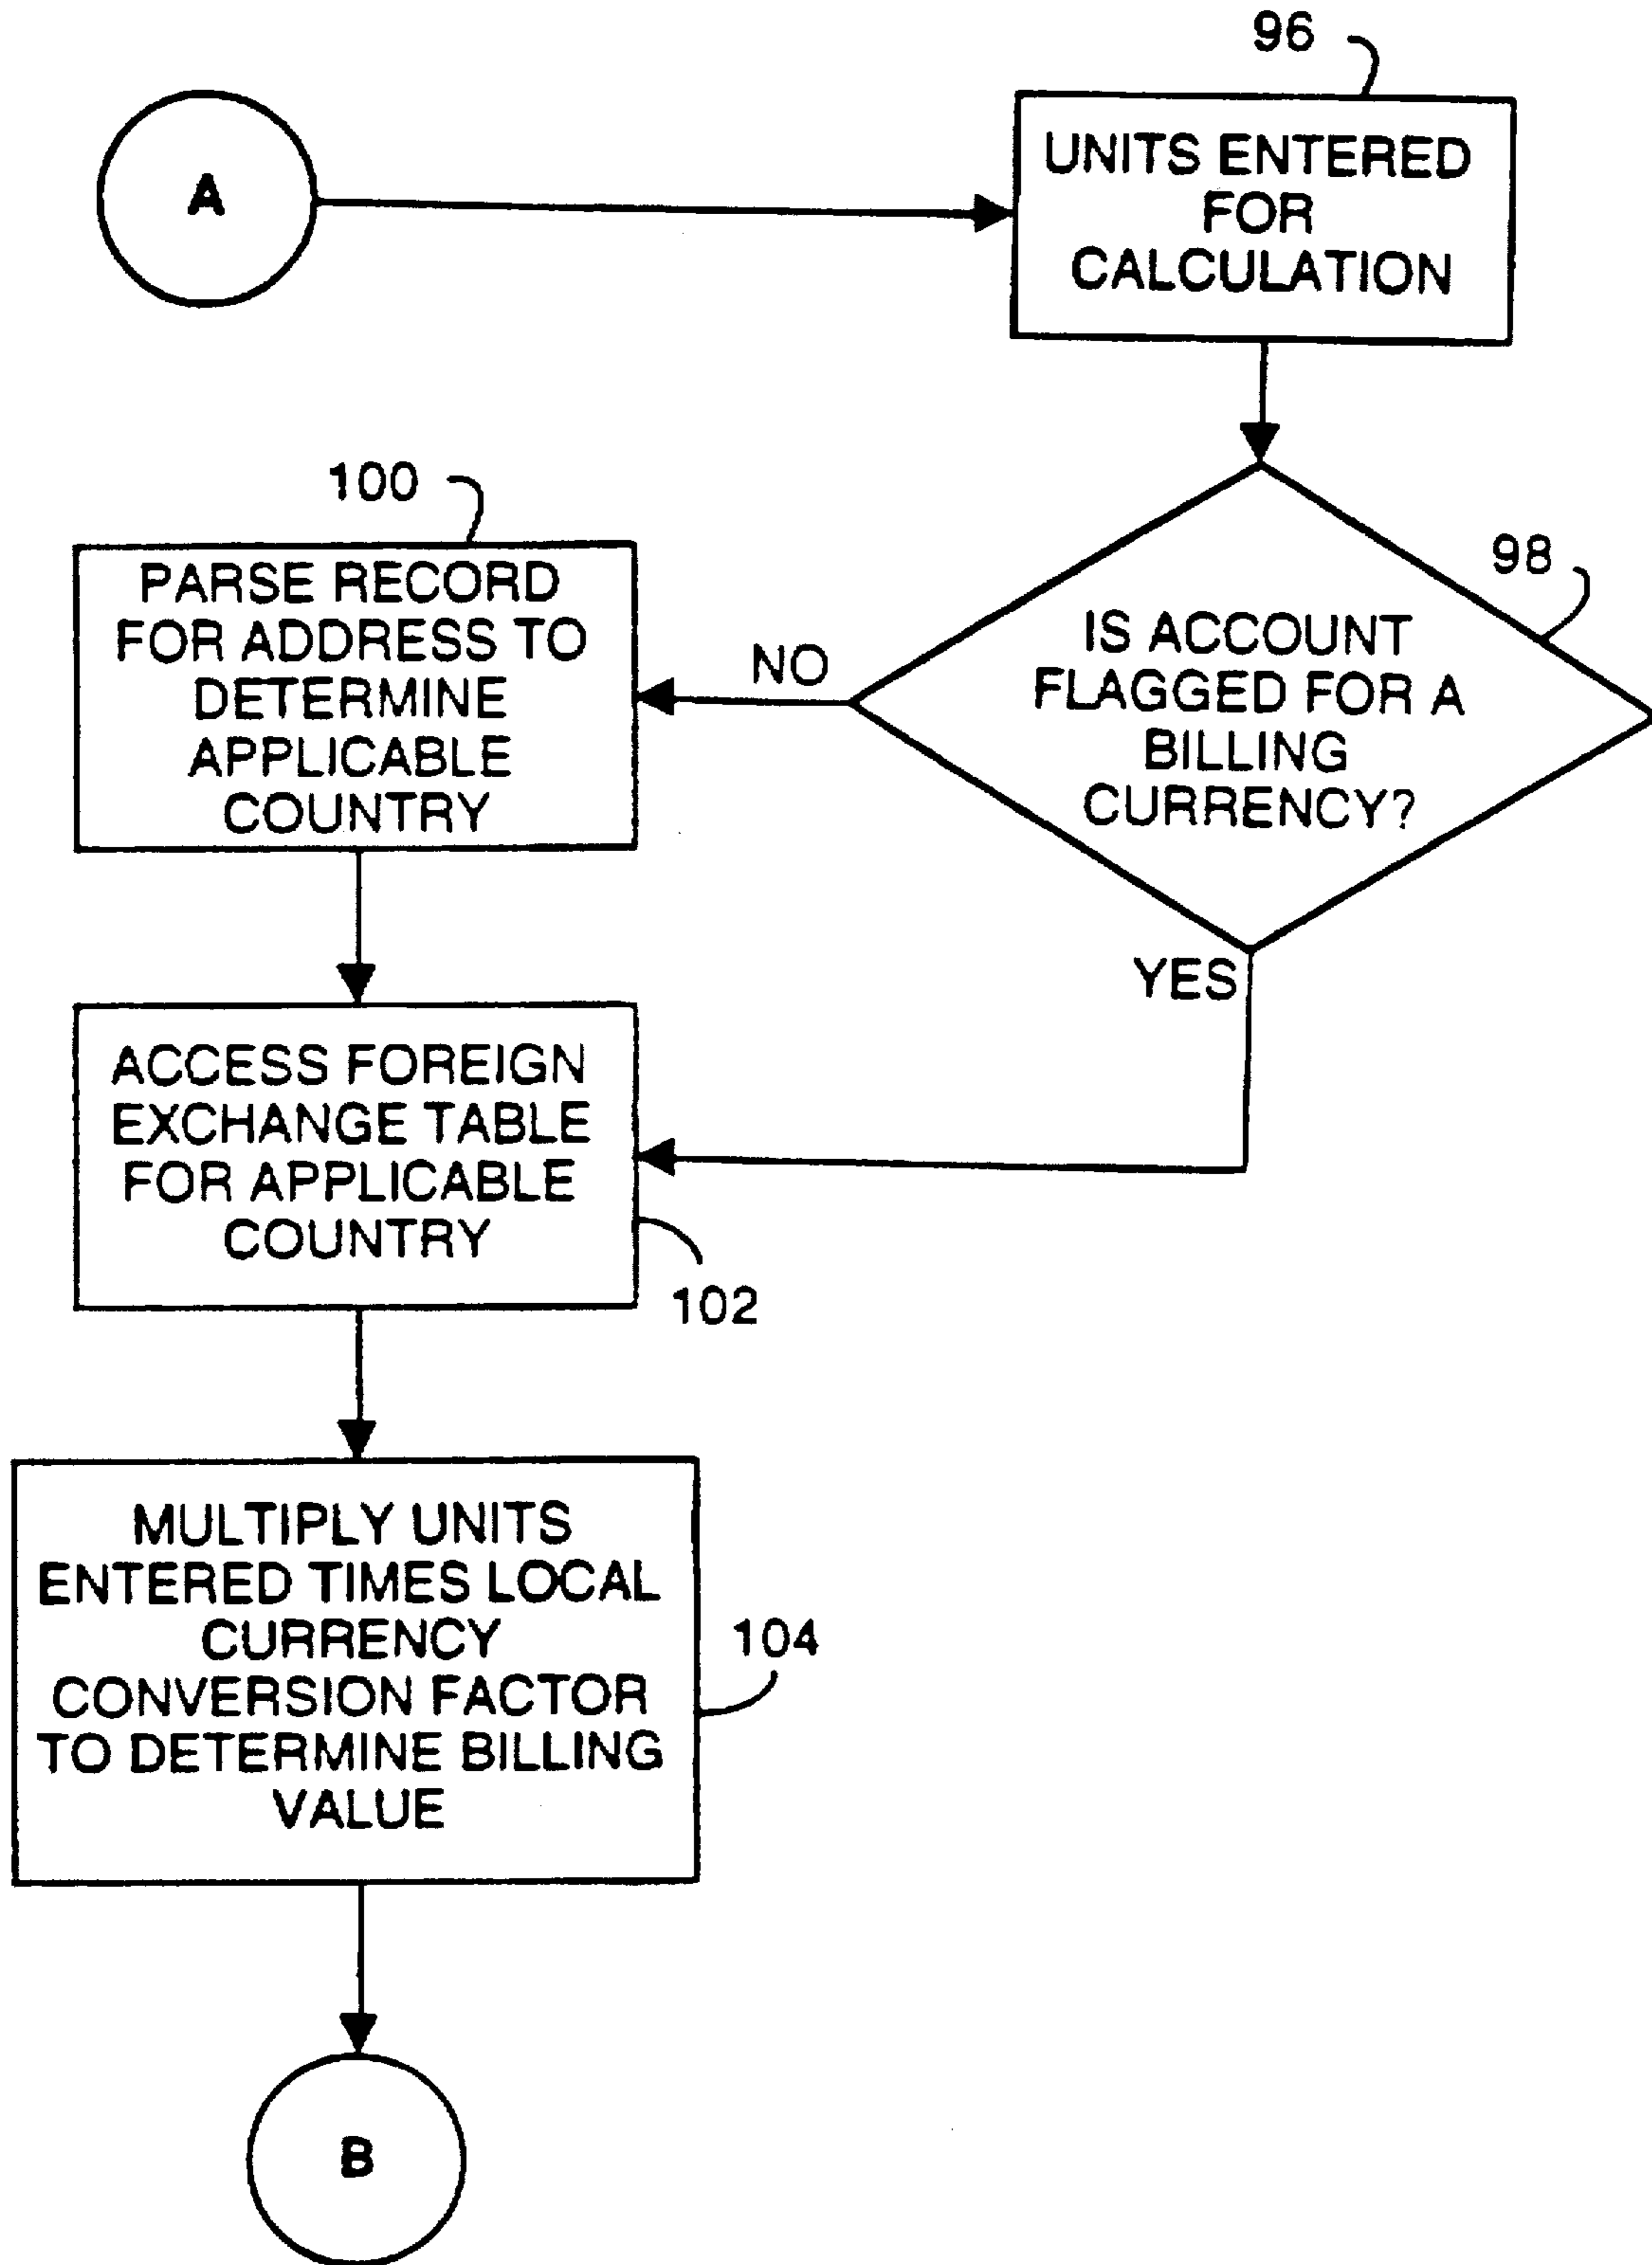 A
96
UNITS ENTERED
FOR
CALCULATION
98
IS ACCOUNT
FLAGGED FOR A
BILLING
CURRENCY?
NO
YES
100
PARSE RECORD
FOR ADDRESS TO
DETERMINE
APPLICABLE
COUNTRY
ACCESS FOREIGN
EXCHANGE TABLE
FOR APPLICABLE
COUNTRY
102
MULTIPLY UNITS
ENTERED TIMES LOCAL
CURRENCY
CONVERSION FACTOR
TO DETERMINE BILLING
VALUE
104
B